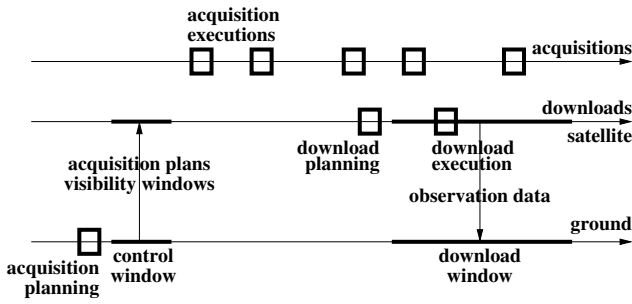 acquisition
executions
acquisitions
downloads
satellite
download
planning
download
execution
acquisition plans
visibility windows
observation data
ground
acquisition
planning
control
window
download
window